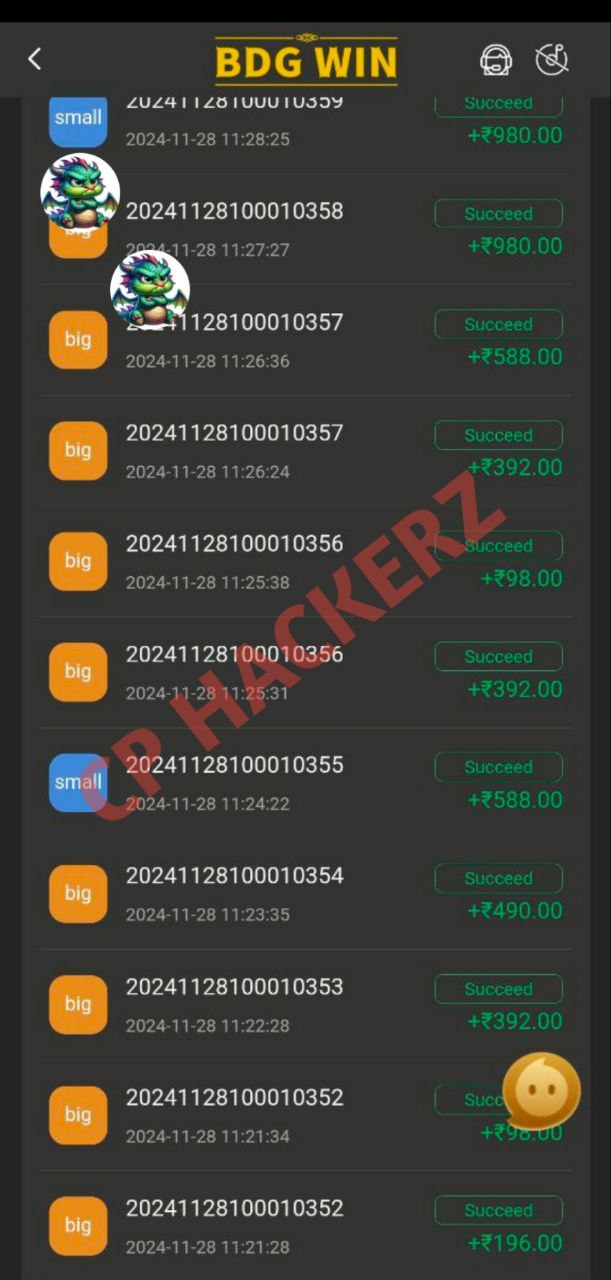 BDG WIN
small
20241128100010359
Succeed
2024-11-28 11:28:25
+₹980.00
big
20241128100010358
Succeed
2024-11-28 11:27:27
+₹980.00
big
20241128100010357
Succeed
2024-11-28 11:26:36
+₹588.00
big
20241128100010357
Succeed
2024-11-28 11:26:24
+₹392.00
big
20241128100010356
Succeed
2024-11-28 11:25:38
+₹98.00
big
20241128100010356
Succeed
2024-11-28 11:25:31
+₹392.00
small
20241128100010355
Succeed
2024-11-28 11:24:22
+₹588.00
big
20241128100010354
Succeed
2024-11-28 11:23:35
+₹490.00
big
20241128100010353
Succeed
2024-11-28 11:22:28
+₹392.00
big
20241128100010352
Succ
2024-11-28 11:21:34
+₹98.00
big
20241128100010352
Succeed
2024-11-28 11:21:28
+₹196.00
CP HACKERZ